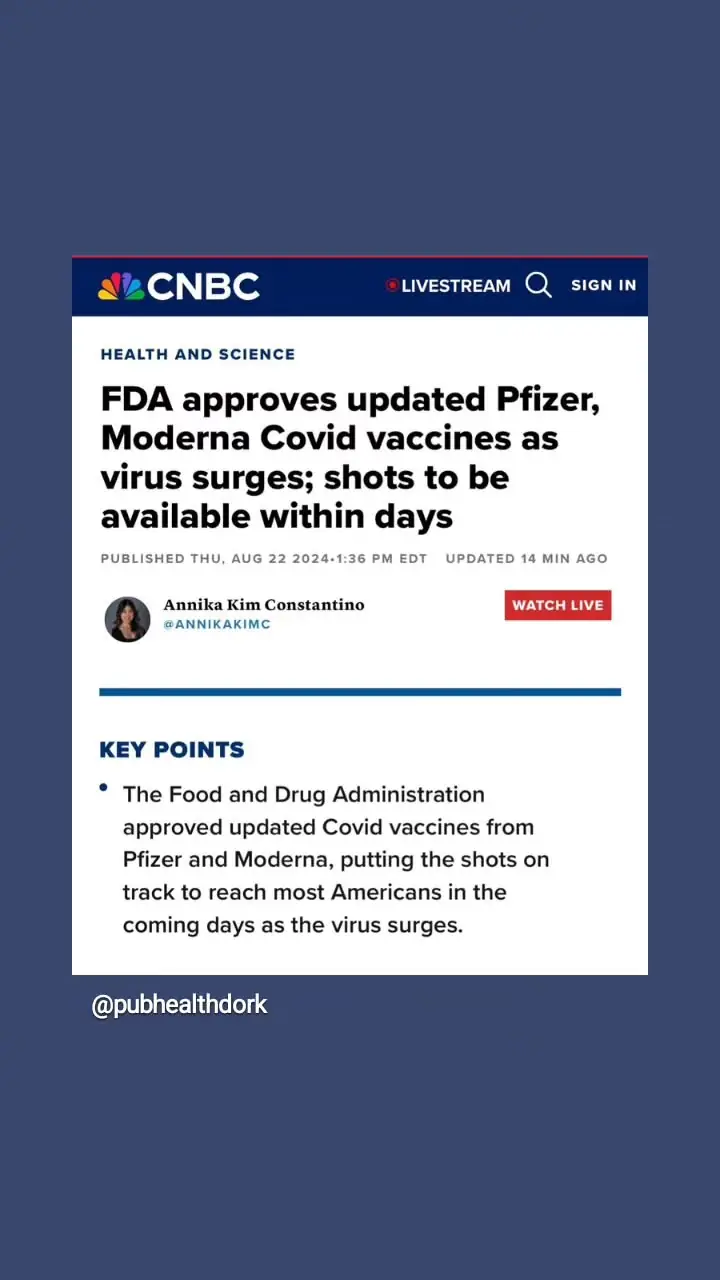 CNBC LIVESTREAM SIGN IN
HEALTH AND SCIENCE
FDA approves updated Pfizer,
Moderna Covid vaccines as
virus surges; shots to be
available within days
PUBLISHED THU, AUG 22 2024•1:36 PM EDT UPDATED 14 MIN AGO
Annika Kim Constantino
@ANNIKAKIMC
WATCH LIVE
KEY POINTS
• The Food and Drug Administration
approved updated Covid vaccines from
Pfizer and Moderna, putting the shots on
track to reach most Americans in the
coming days as the virus surges.
@pubhealthdork